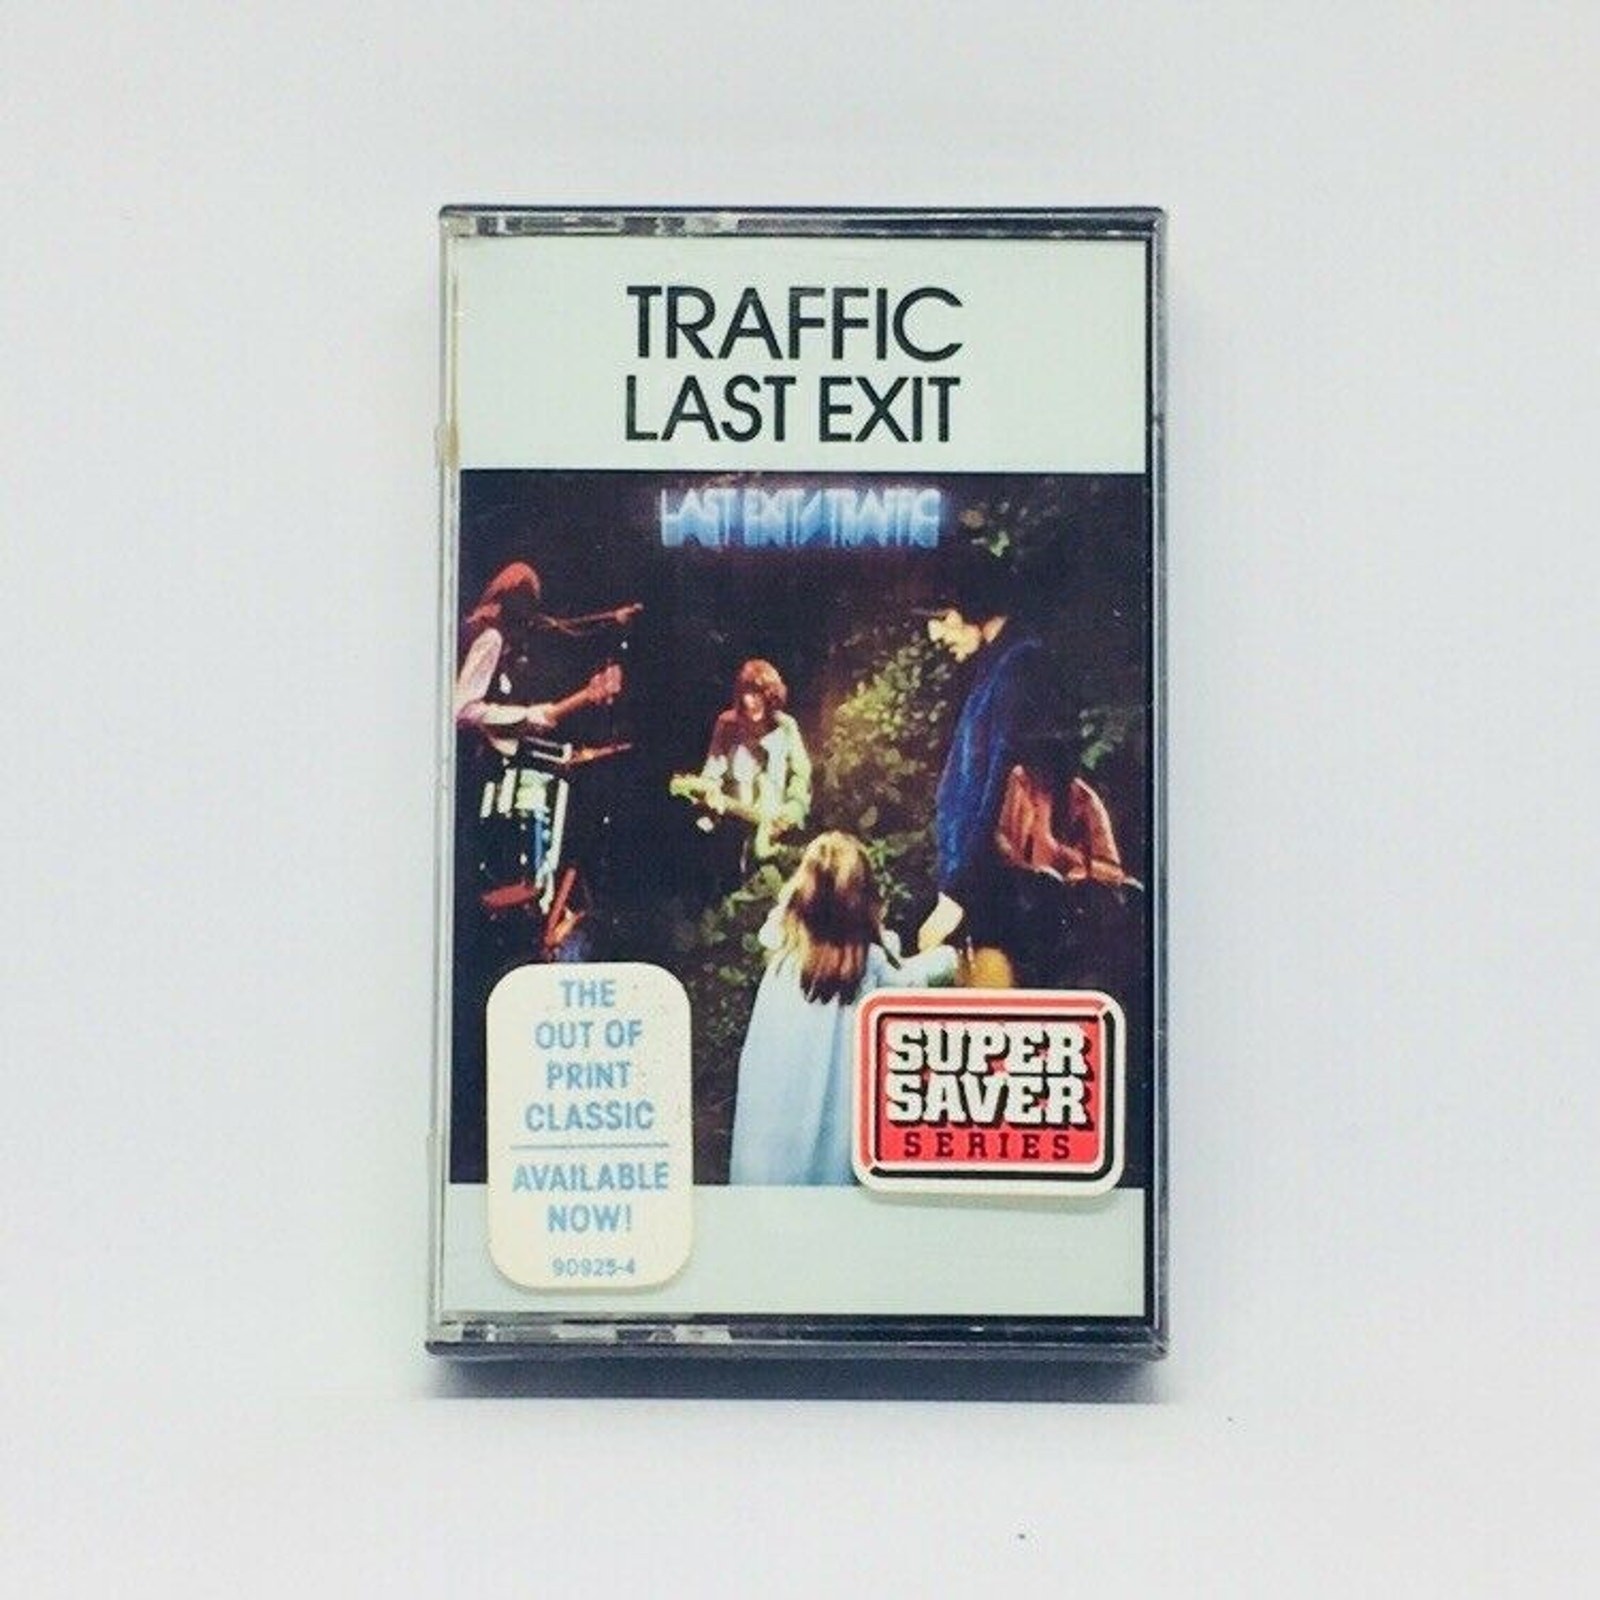 TRAFFIC
LAST EXIT
LAST EXIT/TRAFFIC
THE
OUT OF
PRINT
CLASSIC
AVAILABLE
NOW!
90925-4
SUPER
SAVER
SERIES